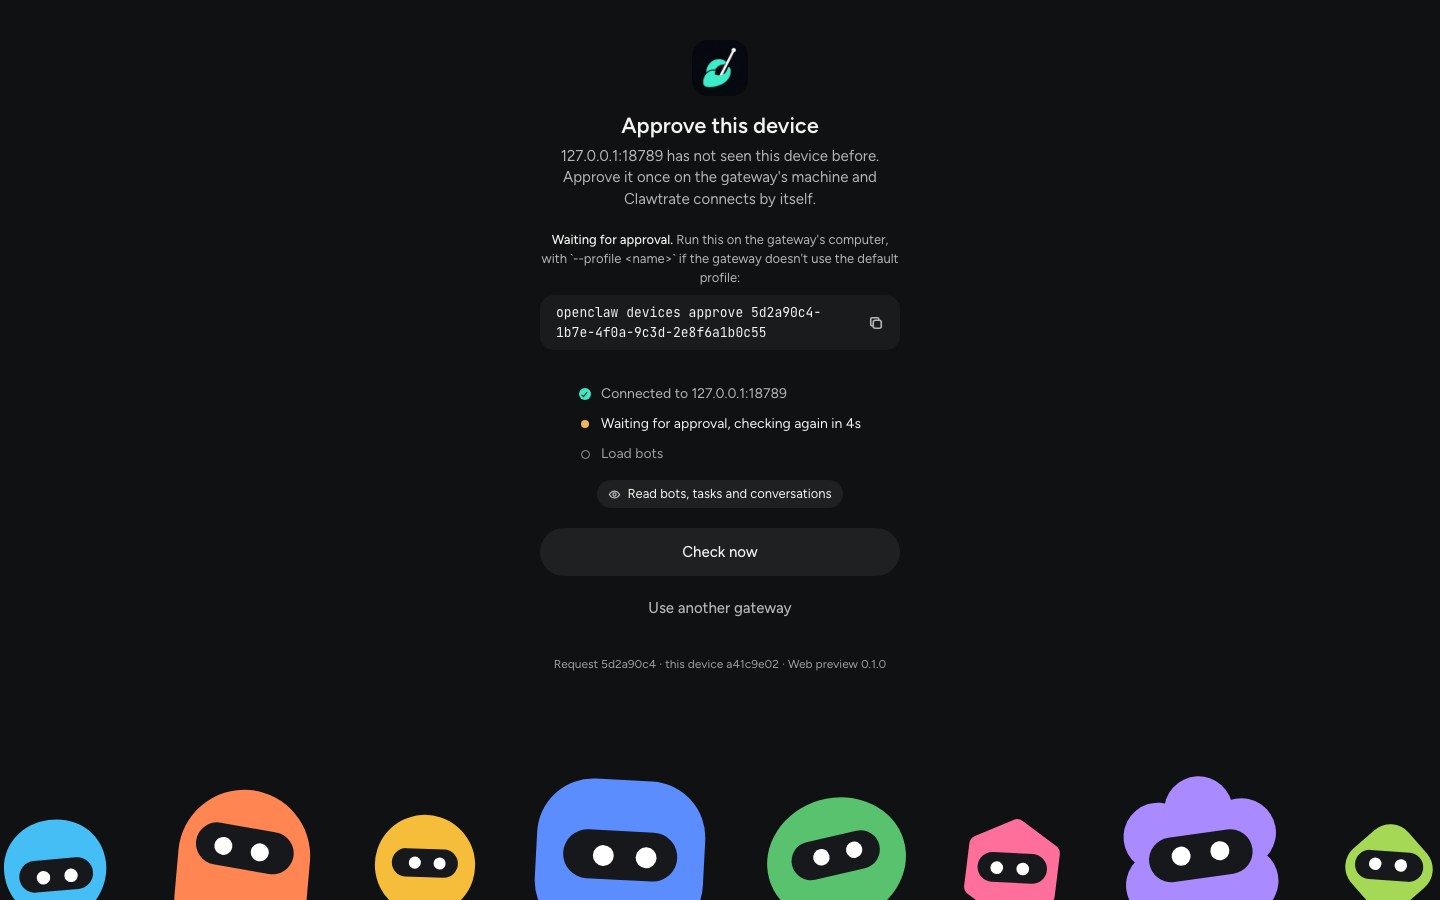 Approve this device
127.0.0.1:18789 has not seen this device before.
Approve it once on the gateway's machine and
Clawtrate connects by itself.
Waiting for approval. Run this on the gateway's computer,
with `--profile <name>` if the gateway doesn't use the default
profile:
openclaw devices approve 5d2a90c4-
1b7e-4f0a-9c3d-2e8f6a1b0c55
Connected to 127.0.0.1:18789
Waiting for approval, checking again in 4s
Load bots
Read bots, tasks and conversations
Check now
Use another gateway
Request 5d2a90c4 · this device a41c9e02 · Web preview 0.1.0